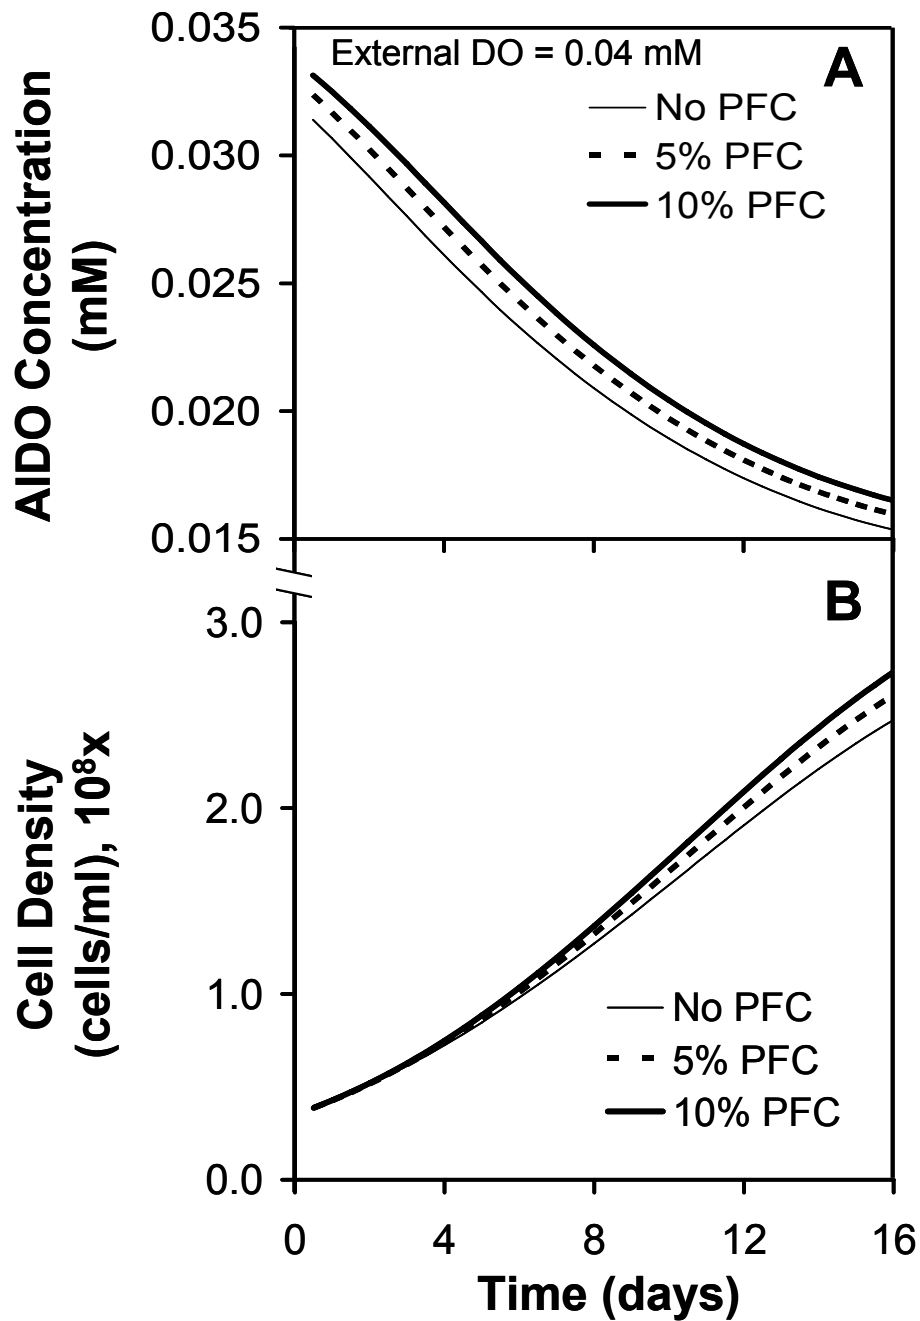 0.035
External DO = 0.04 mM
A
No PFC
5% PFC
10% PFC
0.030
0.025
0.020
0.015
AIDO Concentration
(mM)
B
3.0
2.0
1.0
0.0
Cell Density
(cells/ml), 10⁸x
No PFC
5% PFC
10% PFC
0 4 8 12 16
Time (days)